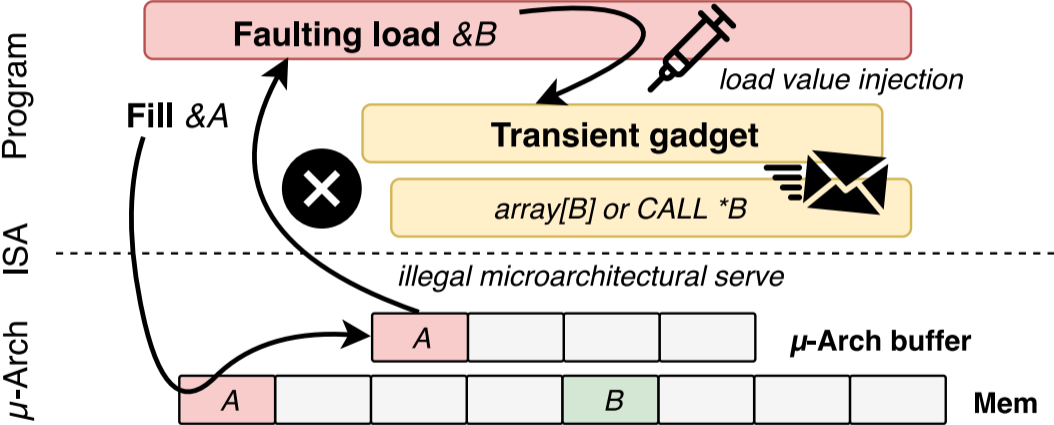 Program
ISA
μ-Arch
Faulting load &B
load value injection
Fill &A
Transient gadget
array[B] or CALL *B
illegal microarchitectural serve
A
μ-Arch buffer
A
B
Mem